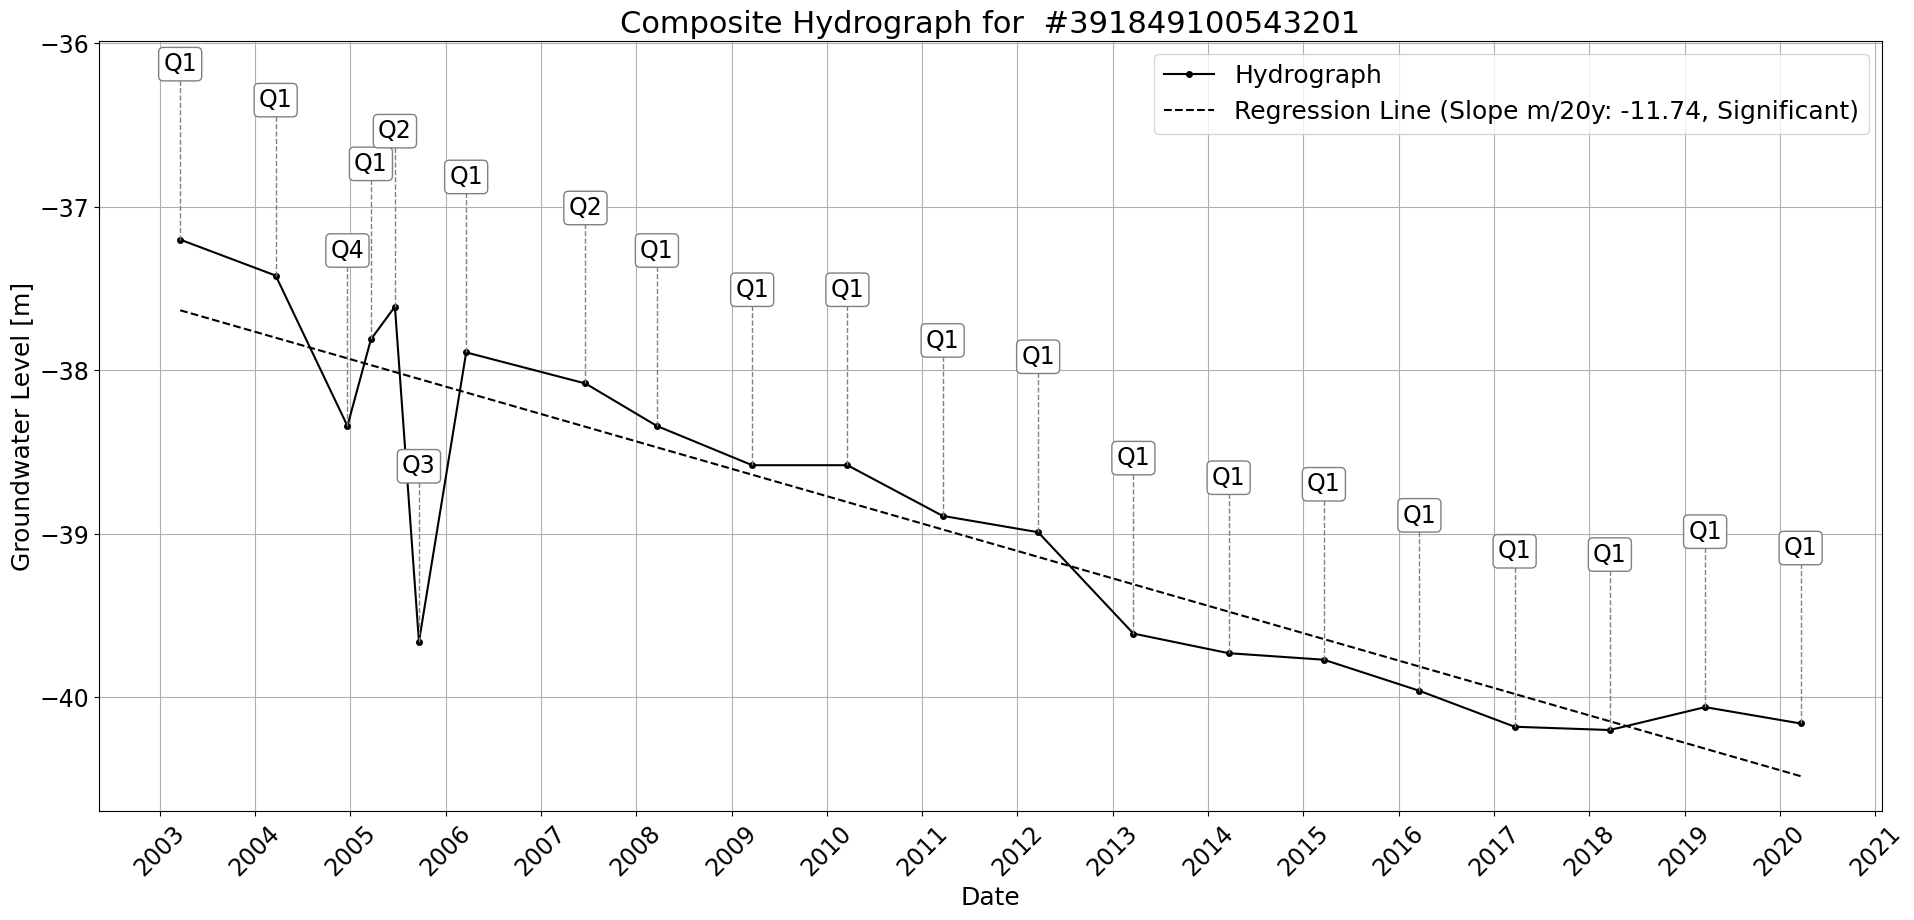 Composite Hydrograph for  #391849100543201
Hydrograph
Regression Line (Slope m/20y: -11.74, Significant)
Groundwater Level [m]
−36
−37
−38
−39
−40
Q1
Q1
Q4
Q1
Q2
Q3
Q1
Q2
Q1
Q1
Q1
Q1
Q1
Q1
Q1
Q1
Q1
Q1
Q1
Q1
Q1
2003
2004
2005
2006
2007
2008
2009
2010
2011
2012
2013
2014
2015
2016
2017
2018
2019
2020
2021
Date